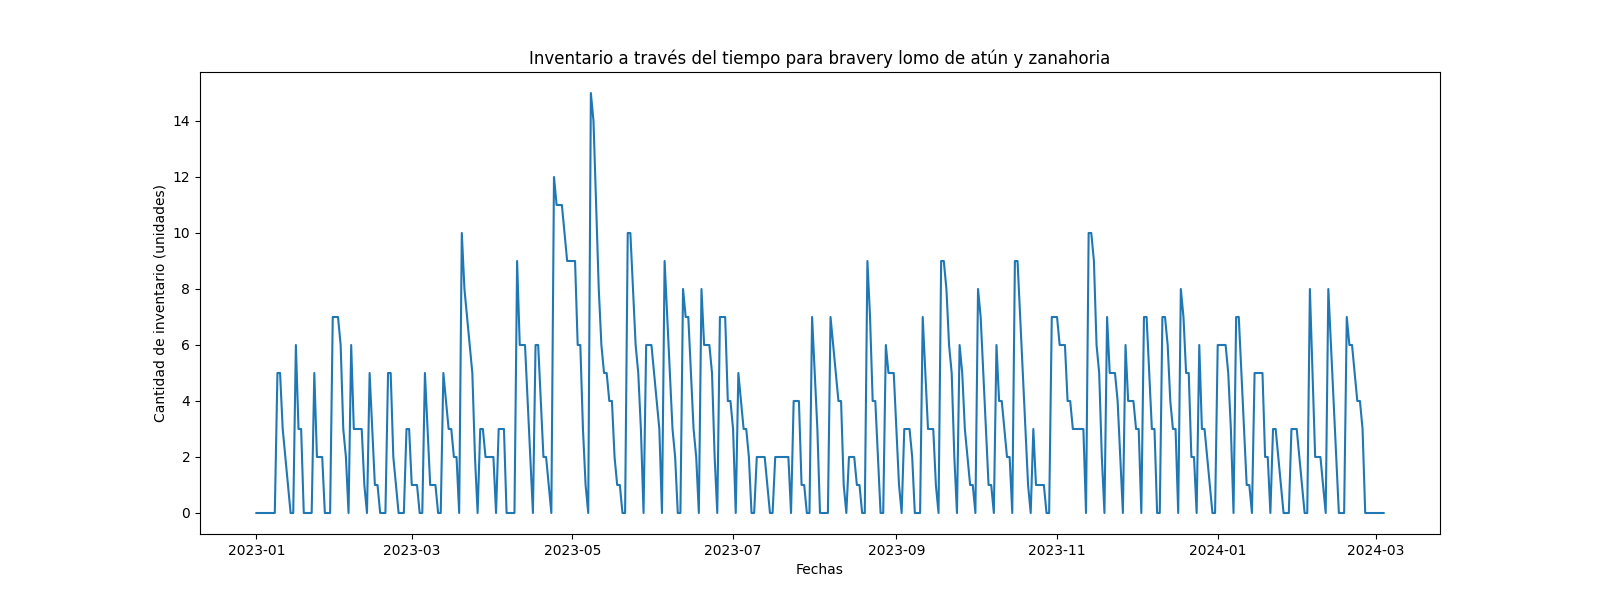 Inventario a través del tiempo para bravery lomo de atún y zanahoria
Cantidad de inventario (unidades)
14
12
10
8
6
4
2
0
2023-01 2023-03 2023-05 2023-07 2023-09 2023-11 2024-01 2024-03
Fechas